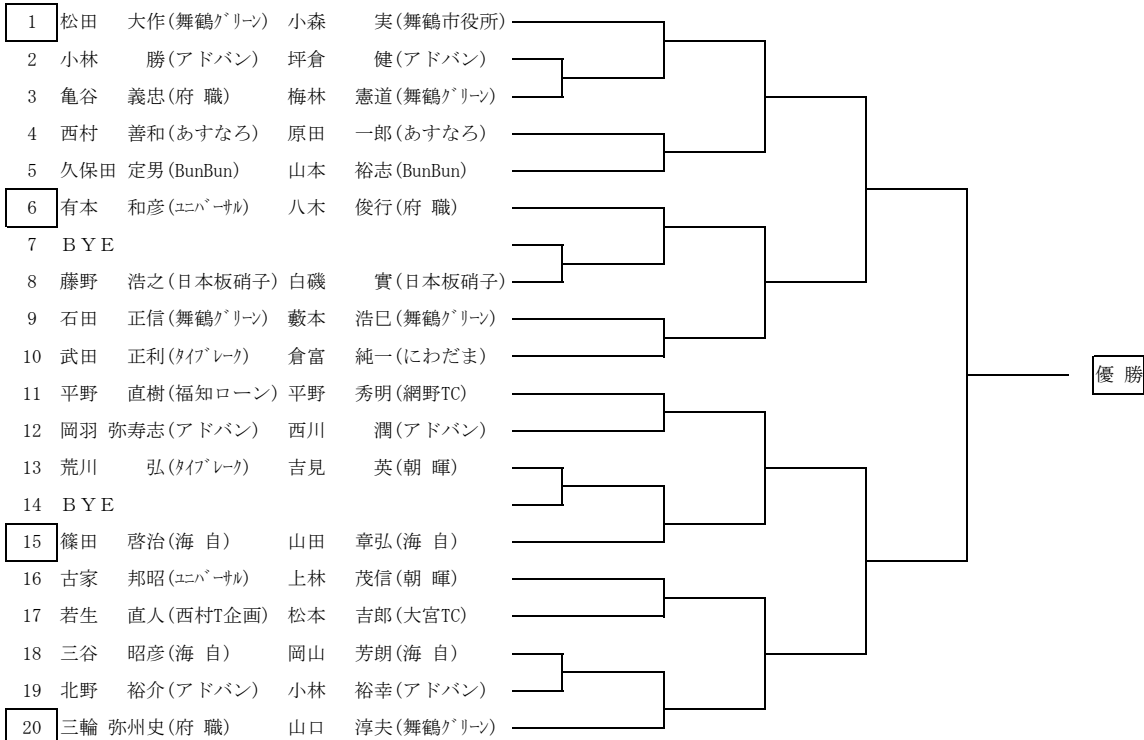 1 松田 大作(舞鶴グリーン) 小森 実(舞鶴市役所)
2 小林 勝(アドバン) 坪倉 健(アドバン)
3 亀谷 義忠(府 職) 梅林 憲道(舞鶴グリーン)
4 西村 善和(あすなろ) 原田 一郎(あすなろ)
5 久保田 定男(BunBun) 山本 裕志(BunBun)
6 有本 和彦(ユニバーサル) 八木 俊行(府 職)
7 ＢＹＥ
8 藤野 浩之(日本板硝子) 白磯 實(日本板硝子)
9 石田 正信(舞鶴グリーン) 藪本 浩巳(舞鶴グリーン)
10 武田 正利(タイブレーク) 倉富 純一(にわだま)
11 平野 直樹(福知ローン) 平野 秀明(網野TC)
優 勝
12 岡羽 弥寿志(アドバン) 西川 潤(アドバン)
13 荒川 弘(タイブレーク) 吉見 英(朝 暉)
14 ＢＹＥ
15 篠田 啓治(海 自) 山田 章弘(海 自)
16 古家 邦昭(ユニバーサル) 上林 茂信(朝 暉)
17 若生 直人(西村T企画) 松本 吉郎(大宮TC)
18 三谷 昭彦(海 自) 岡山 芳朗(海 自)
19 北野 裕介(アドバン) 小林 裕幸(アドバン)
20 三輪 弥州史(府 職) 山口 淳夫(舞鶴グリーン)